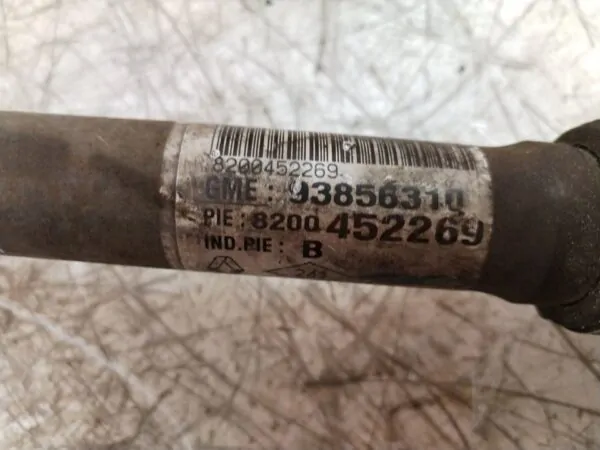 8200452269
GME : 93856310
PIE : 8200 452269
IND.PIE : B